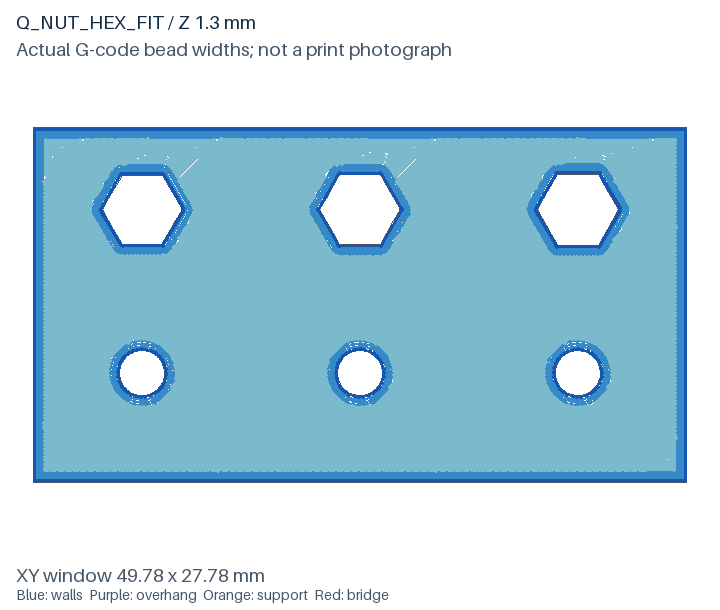 Q_NUT_HEX_FIT / Z 1.3 mm
Actual G-code bead widths; not a print photograph
XY window 49.78 x 27.78 mm
Blue: walls  Purple: overhang  Orange: support  Red: bridge